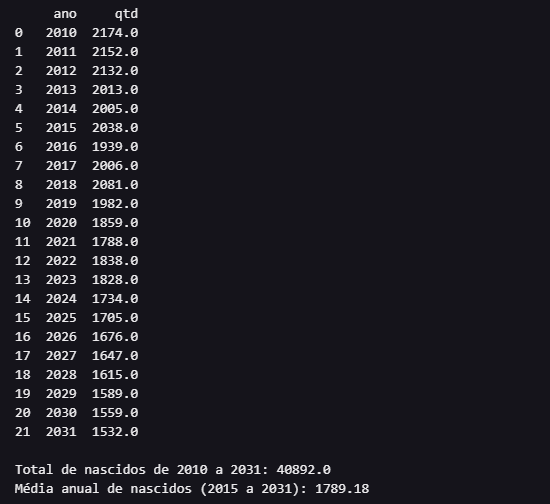 ano qtd
0 2010 2174.0
1 2011 2152.0
2 2012 2132.0
3 2013 2013.0
4 2014 2005.0
5 2015 2038.0
6 2016 1939.0
7 2017 2006.0
8 2018 2081.0
9 2019 1982.0
10 2020 1859.0
11 2021 1788.0
12 2022 1838.0
13 2023 1828.0
14 2024 1734.0
15 2025 1705.0
16 2026 1676.0
17 2027 1647.0
18 2028 1615.0
19 2029 1589.0
20 2030 1559.0
21 2031 1532.0
Total de nascidos de 2010 a 2031: 40892.0
Média anual de nascidos (2015 a 2031): 1789.18